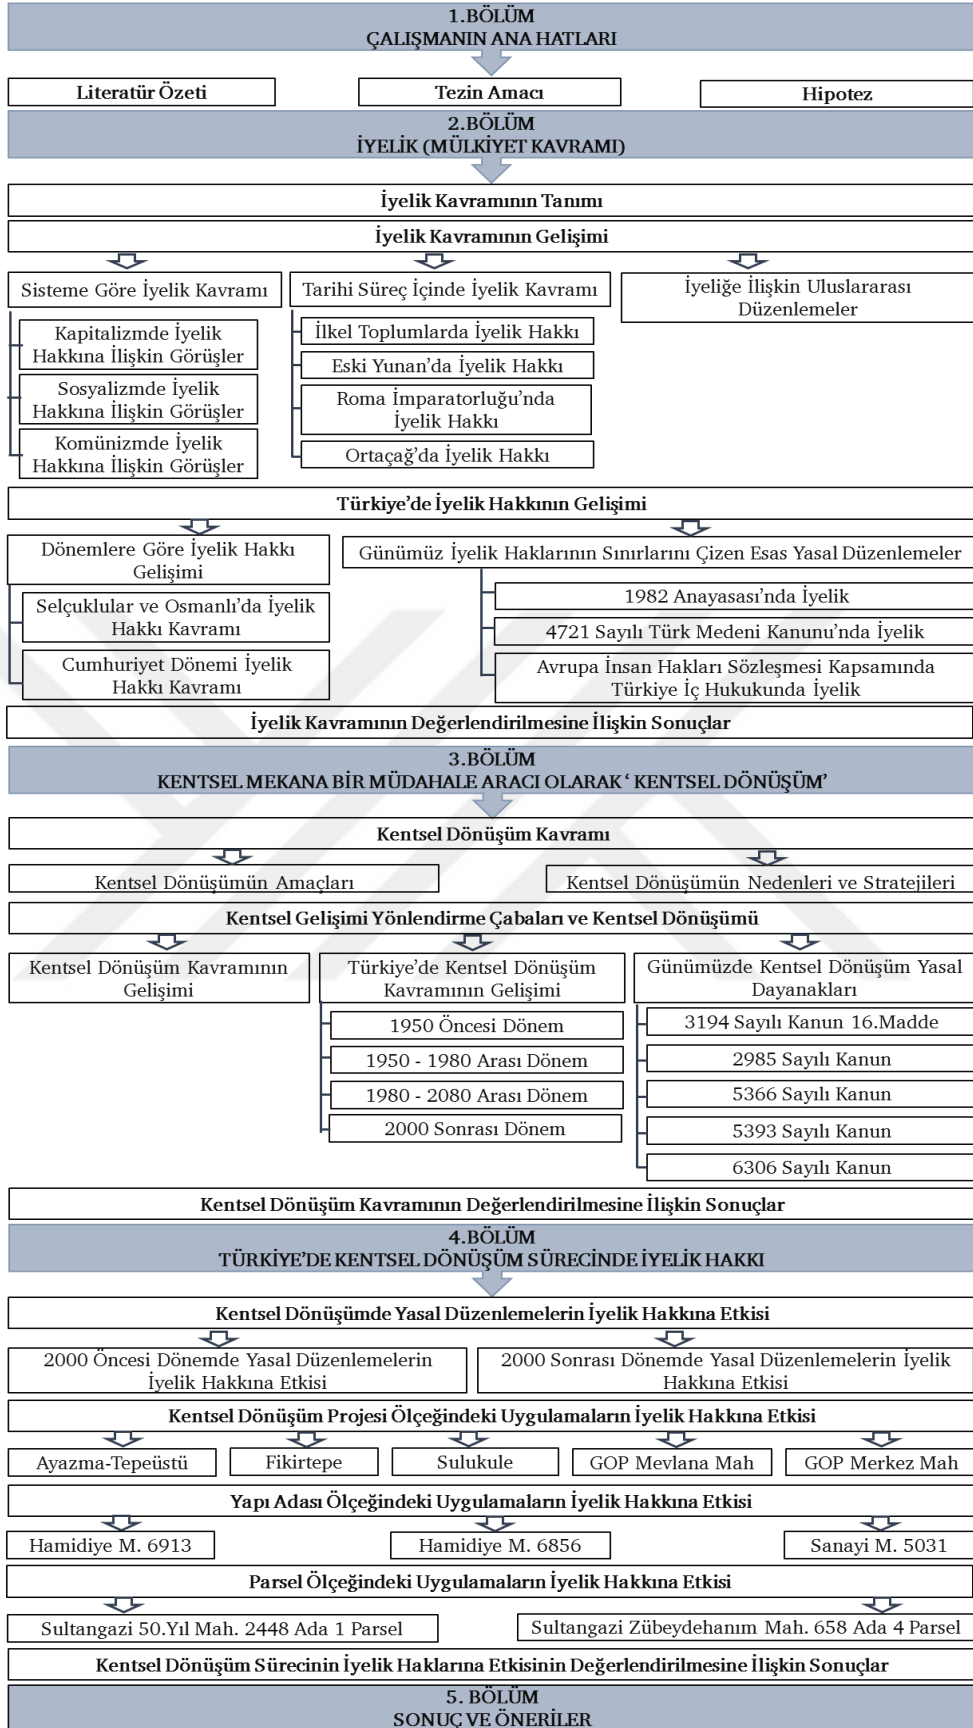 1.BÖLÜM
ÇALIŞMANIN ANA HATLARI
Literatür Özeti
Tezin Amacı
Hipotez
2.BÖLÜM
İYELİK (MÜLKİYET KAVRAMI)
İyelik Kavramının Tanımı
İyelik Kavramının Gelişimi
Sisteme Göre İyelik Kavramı
Kapitalizmde İyelik
Hakkına İlişkin Görüşler
Sosyalizmde İyelik
Hakkına İlişkin Görüşler
Komünizmde İyelik
Hakkına İlişkin Görüşler
Tarihi Süreç İçinde İyelik Kavramı
İlkel Toplumlarda İyelik Hakkı
Eski Yunan'da İyelik Hakkı
Roma İmparatorluğu'nda
İyelik Hakkı
Ortaçağ'da İyelik Hakkı
İyeliğe İlişkin Uluslararası
Düzenlemeler
Türkiye'de İyelik Hakkının Gelişimi
Dönemlere Göre İyelik Hakkı
Gelişimi
Selçuklular ve Osmanlı'da İyelik
Hakkı Kavramı
Cumhuriyet Dönemi İyelik
Hakkı Kavramı
Günümüz İyelik Haklarının Sınırlarını Çizen Esas Yasal Düzenlemeler
1982 Anayasası'nda İyelik
4721 Sayılı Türk Medeni Kanunu'nda İyelik
Avrupa İnsan Hakları Sözleşmesi Kapsamında
Türkiye İç Hukukunda İyelik
İyelik Kavramının Değerlendirilmesine İlişkin Sonuçlar
3.BÖLÜM
KENTSEL MEKANA BİR MÜDAHALE ARACI OLARAK ' KENTSEL DÖNÜŞÜM'
Kentsel Dönüşüm Kavramı
Kentsel Dönüşümün Amaçları
Kentsel Dönüşümün Nedenleri ve Stratejileri
Kentsel Gelişimi Yönlendirme Çabaları ve Kentsel Dönüşümü
Kentsel Dönüşüm Kavramının
Gelişimi
Türkiye'de Kentsel Dönüşüm
Kavramının Gelişimi
1950 Öncesi Dönem
1950 - 1980 Arası Dönem
1980 - 2080 Arası Dönem
2000 Sonrası Dönem
Günümüzde Kentsel Dönüşüm Yasal
Dayanakları
3194 Sayılı Kanun 16.Madde
2985 Sayılı Kanun
5366 Sayılı Kanun
5393 Sayılı Kanun
6306 Sayılı Kanun
Kentsel Dönüşüm Kavramının Değerlendirilmesine İlişkin Sonuçlar
4.BÖLÜM
TÜRKİYE'DE KENTSEL DÖNÜŞÜM SÜRECİNDE İYELİK HAKKI
Kentsel Dönüşümde Yasal Düzenlemelerin İyelik Hakkına Etkisi
2000 Öncesi Dönemde Yasal Düzenlemelerin
İyelik Hakkına Etkisi
2000 Sonrası Dönemde Yasal Düzenlemelerin İyelik
Hakkına Etkisi
Kentsel Dönüşüm Projesi Ölçeğindeki Uygulamaların İyelik Hakkına Etkisi
Ayazma-Tepeüstü
Fikirtepe
Sulukule
GOP Mevlana Mah
GOP Merkez Mah
Yapı Adası Ölçeğindeki Uygulamaların İyelik Hakkına Etkisi
Hamidiye M. 6913
Hamidiye M. 6856
Sanayi M. 5031
Parsel Ölçeğindeki Uygulamaların İyelik Hakkına Etkisi
Sultangazi 50.Yıl Mah. 2448 Ada 1 Parsel
Sultangazi Zübeydehanım Mah. 658 Ada 4 Parsel
Kentsel Dönüşüm Sürecinin İyelik Haklarına Etkisinin Değerlendirilmesine İlişkin Sonuçlar
5. BÖLÜM
SONUÇ VE ÖNERİLER